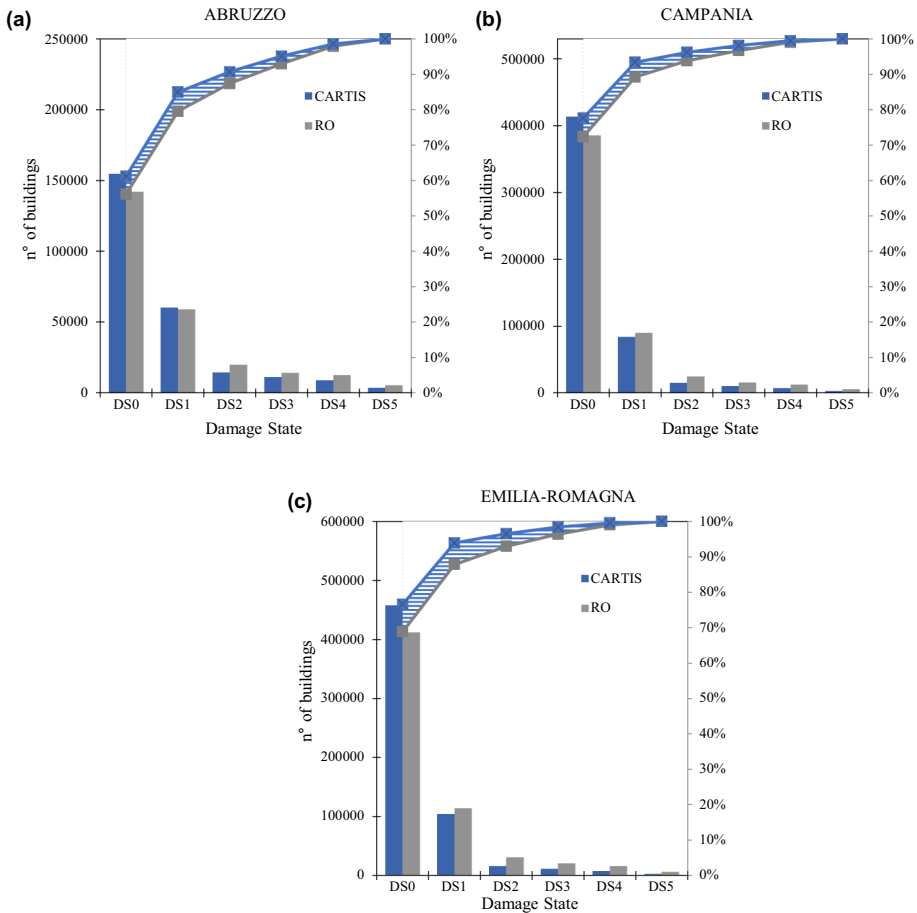 (a)
ABRUZZO
250000
200000
150000
100000
50000
0
n° of buildings
100%
90%
80%
70%
60%
50%
40%
30%
20%
10%
0%
CARTIS
RO
DS0 DS1 DS2 DS3 DS4 DS5
Damage State
(b)
CAMPANIA
500000
400000
300000
200000
100000
0
n° of buildings
100%
90%
80%
70%
60%
50%
40%
30%
20%
10%
0%
CARTIS
RO
DS0 DS1 DS2 DS3 DS4 DS5
Damage State
(c)
EMILIA-ROMAGNA
600000
500000
400000
300000
200000
100000
0
n° of buildings
100%
90%
80%
70%
60%
50%
40%
30%
20%
10%
0%
CARTIS
RO
DS0 DS1 DS2 DS3 DS4 DS5
Damage State